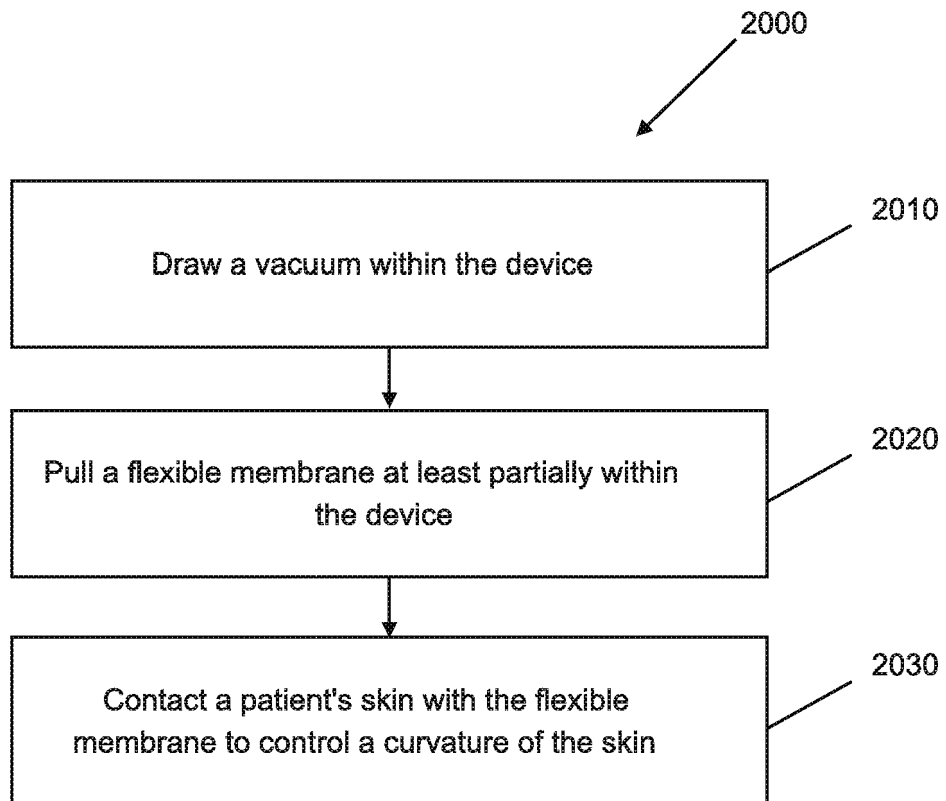 2000
2010
Draw a vacuum within the device
2020
Pull a flexible membrane at least partially within
the device
2030
Contact a patient's skin with the flexible
membrane to control a curvature of the skin